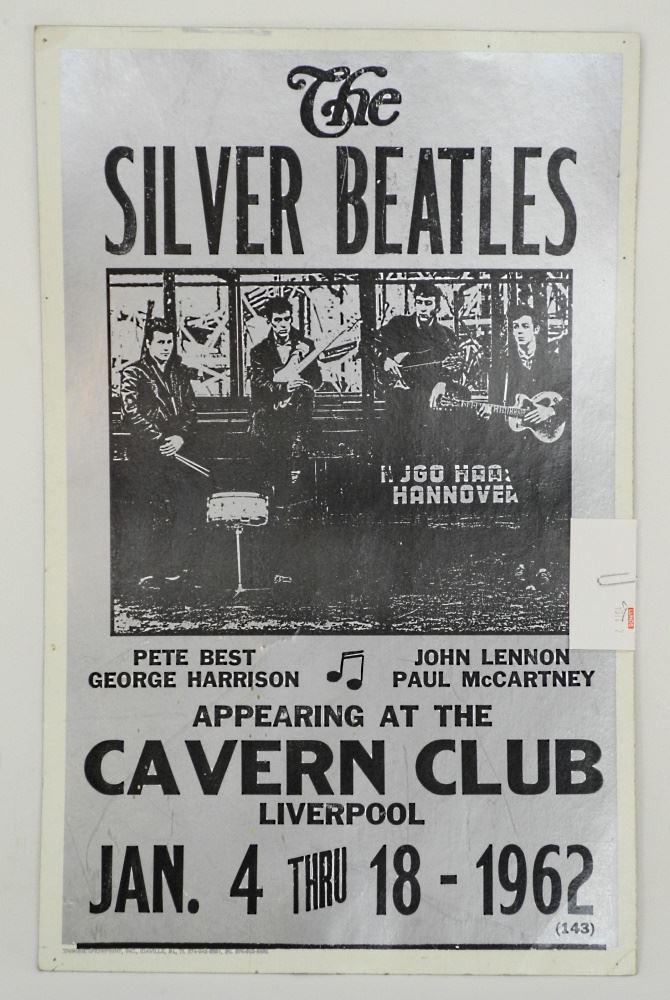 The
SILVER BEATLES
HANNOVER
PETE BEST
GEORGE HARRISON
JOHN LENNON
PAUL McCARTNEY
APPEARING AT THE
CAVERN CLUB
LIVERPOOL
JAN. 4 THRU 18 - 1962
(143)